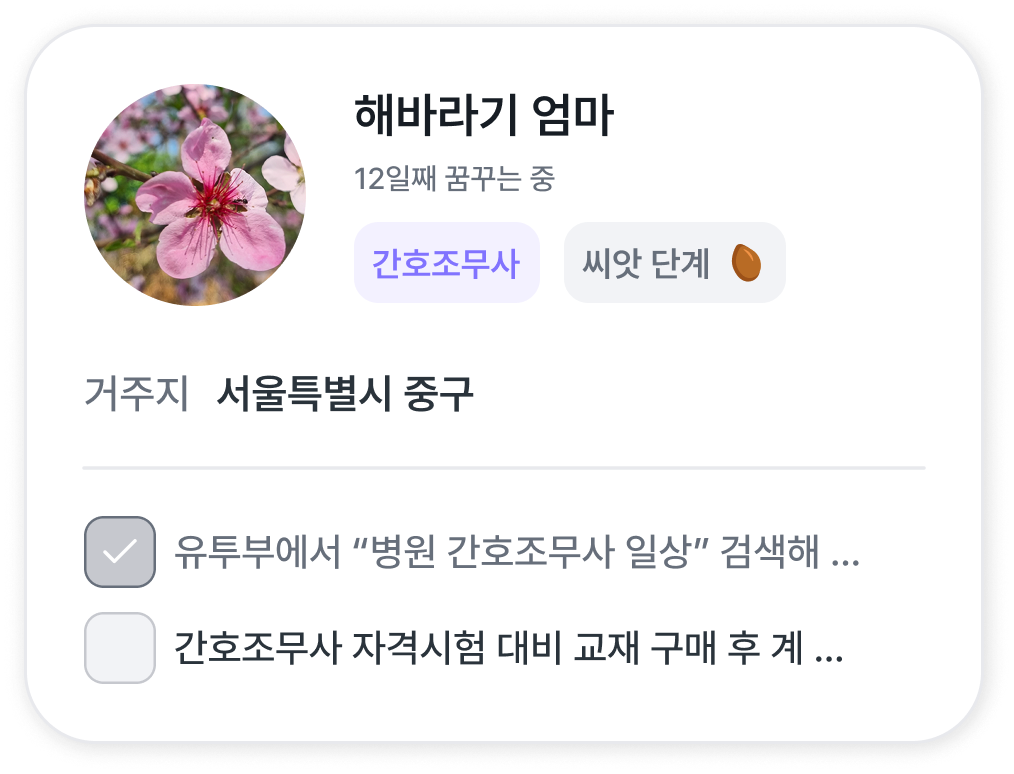 해바라기 엄마
12일째 꿈꾸는 중
간호조무사 씨앗 단계
거주지 서울특별시 중구
유투부에서 “병원 간호조무사 일상” 검색해 ...
간호조무사 자격시험 대비 교재 구매 후 계 ...